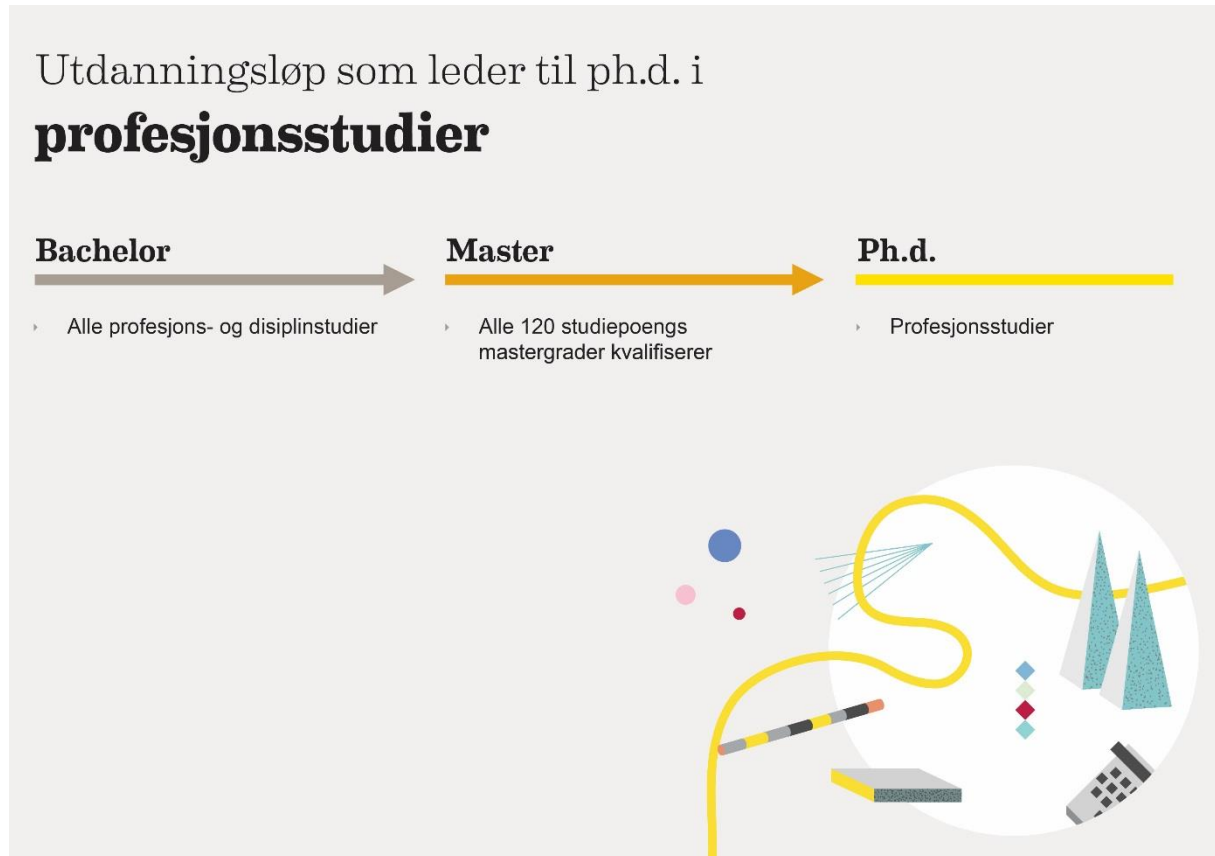 Utdanningsløp som leder til ph.d. i
profesjonsstudier
Bachelor
Alle profesjons- og disiplinstudier
Master
Alle 120 studiepoengs
mastergrader kvalifiserer
Ph.d.
Profesjonsstudier